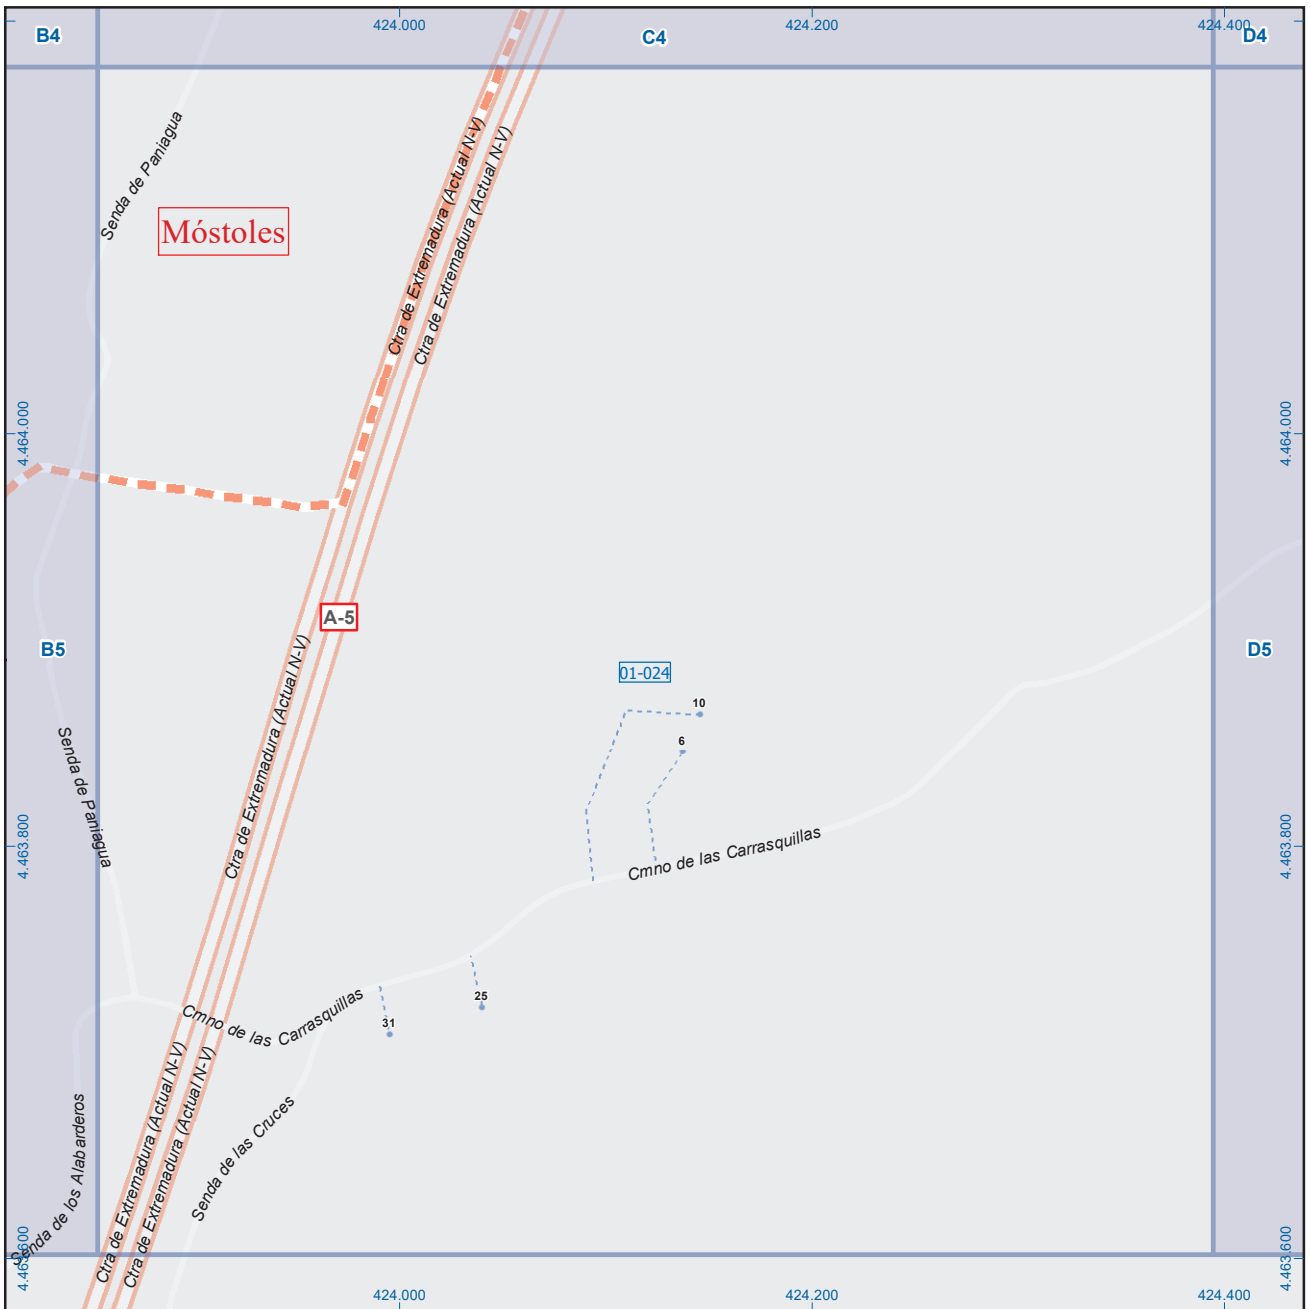 424.000
424.200
424.400
B4
C4
D4
Senda de Paniagua
Móstoles
Ctra de Extremadura (Actual N-V)
Ctra de Extremadura (Actual N-V)
4.464.000
4.464.000
A-5
B5
D5
Ctra de Extremadura (Actual N-V)
01-024
10
6
Senda de Paniagua
4.463.800
4.463.800
Cmno de las Carrasquillas
25
31
Cmno de las Carrasquillas
Ctra de Extremadura (Actual N-V)
Ctra de Extremadura (Actual N-V)
Senda de las Cruces
Senda de los Alabarderos
4.463.600
4.463.600
424.000
424.200
424.400